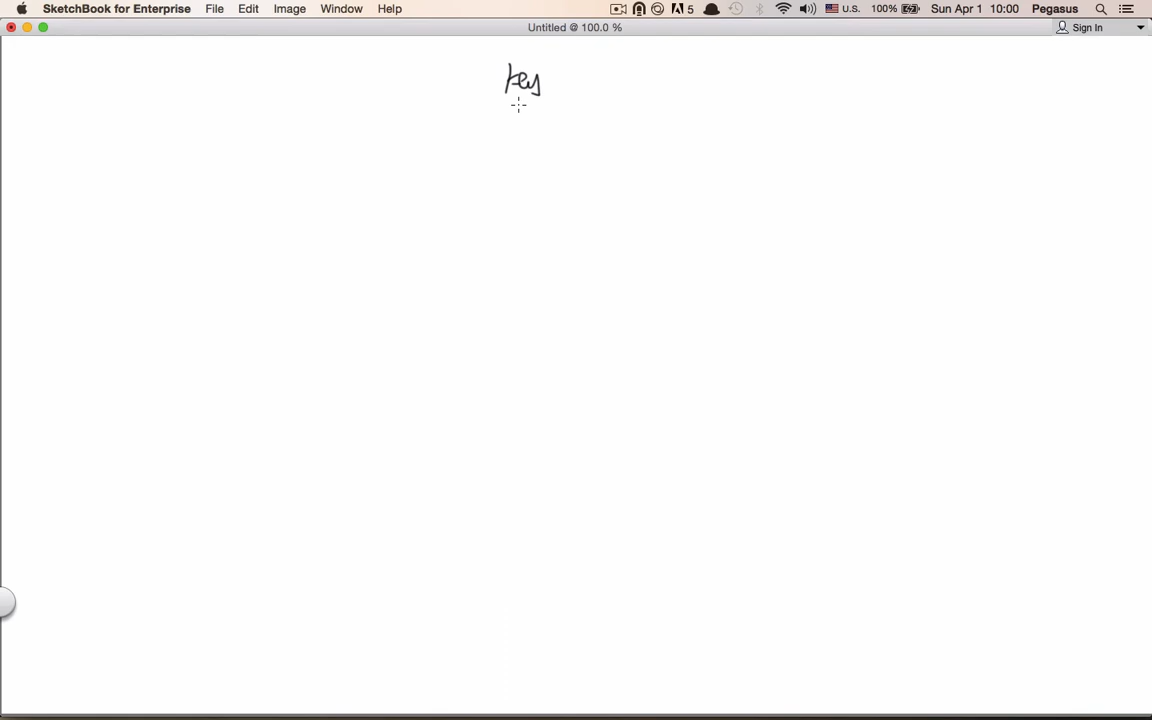 SketchBook for Enterprise File Edit Image Window Help 5 U.S. 100% Sun Apr 1 10:00 Pegasus
Untitled @ 100.0 % Sign In
key